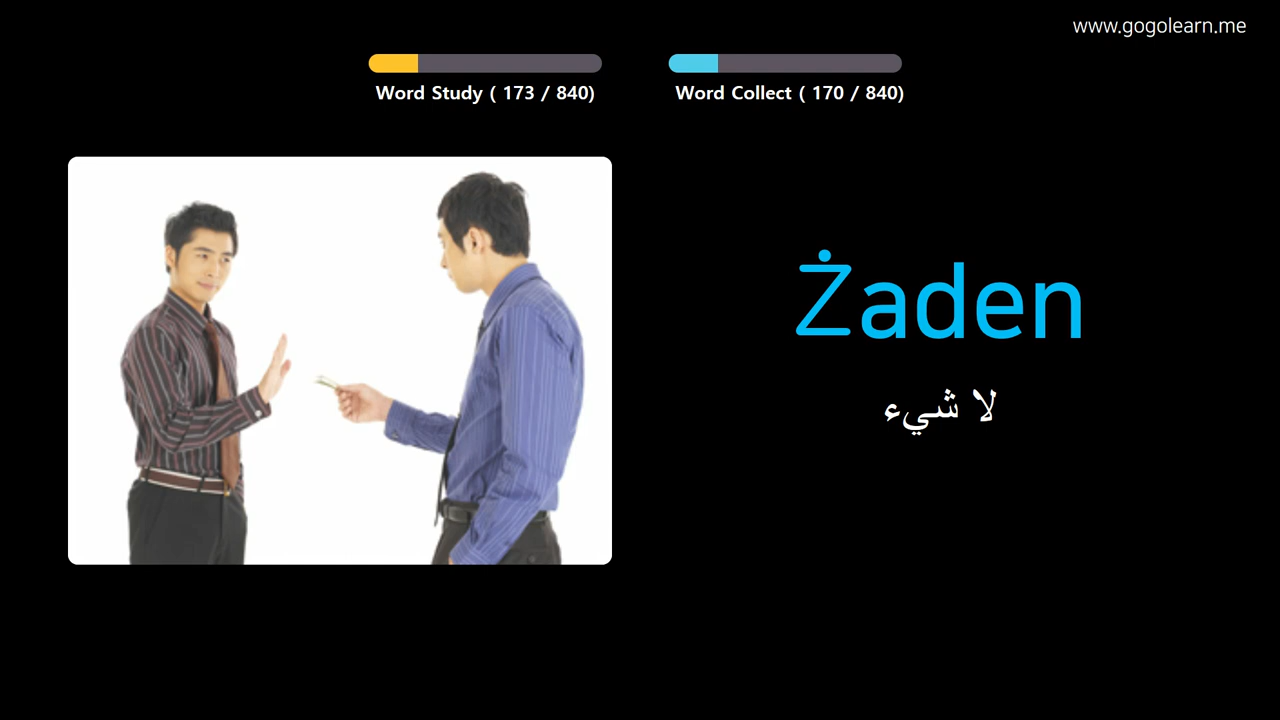 www.gogolearn.me
Word Study ( 173 / 840)
Word Collect ( 170 / 840)
Żaden
لا شيء